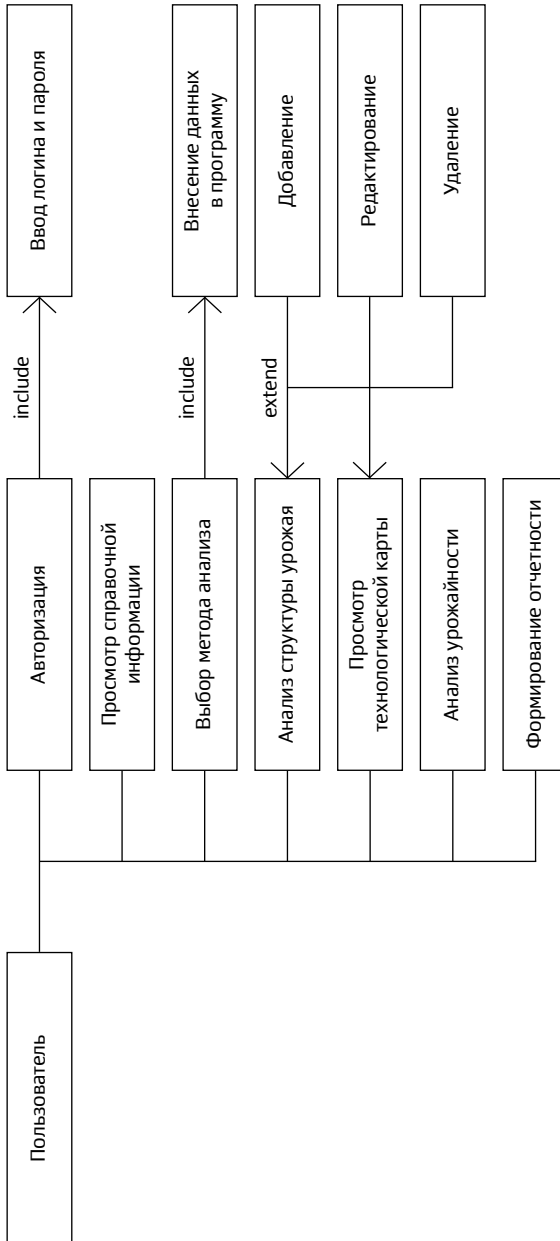 Пользователь
Авторизация
Просмотр справочной
информации
Выбор метода анализа
Анализ структуры урожая
Просмотр
технологической карты
Анализ урожайности
Формирование отчетности
include
include
extend
Ввод логина и пароля
Внесение данных
в программу
Добавление
Редактирование
Удаление